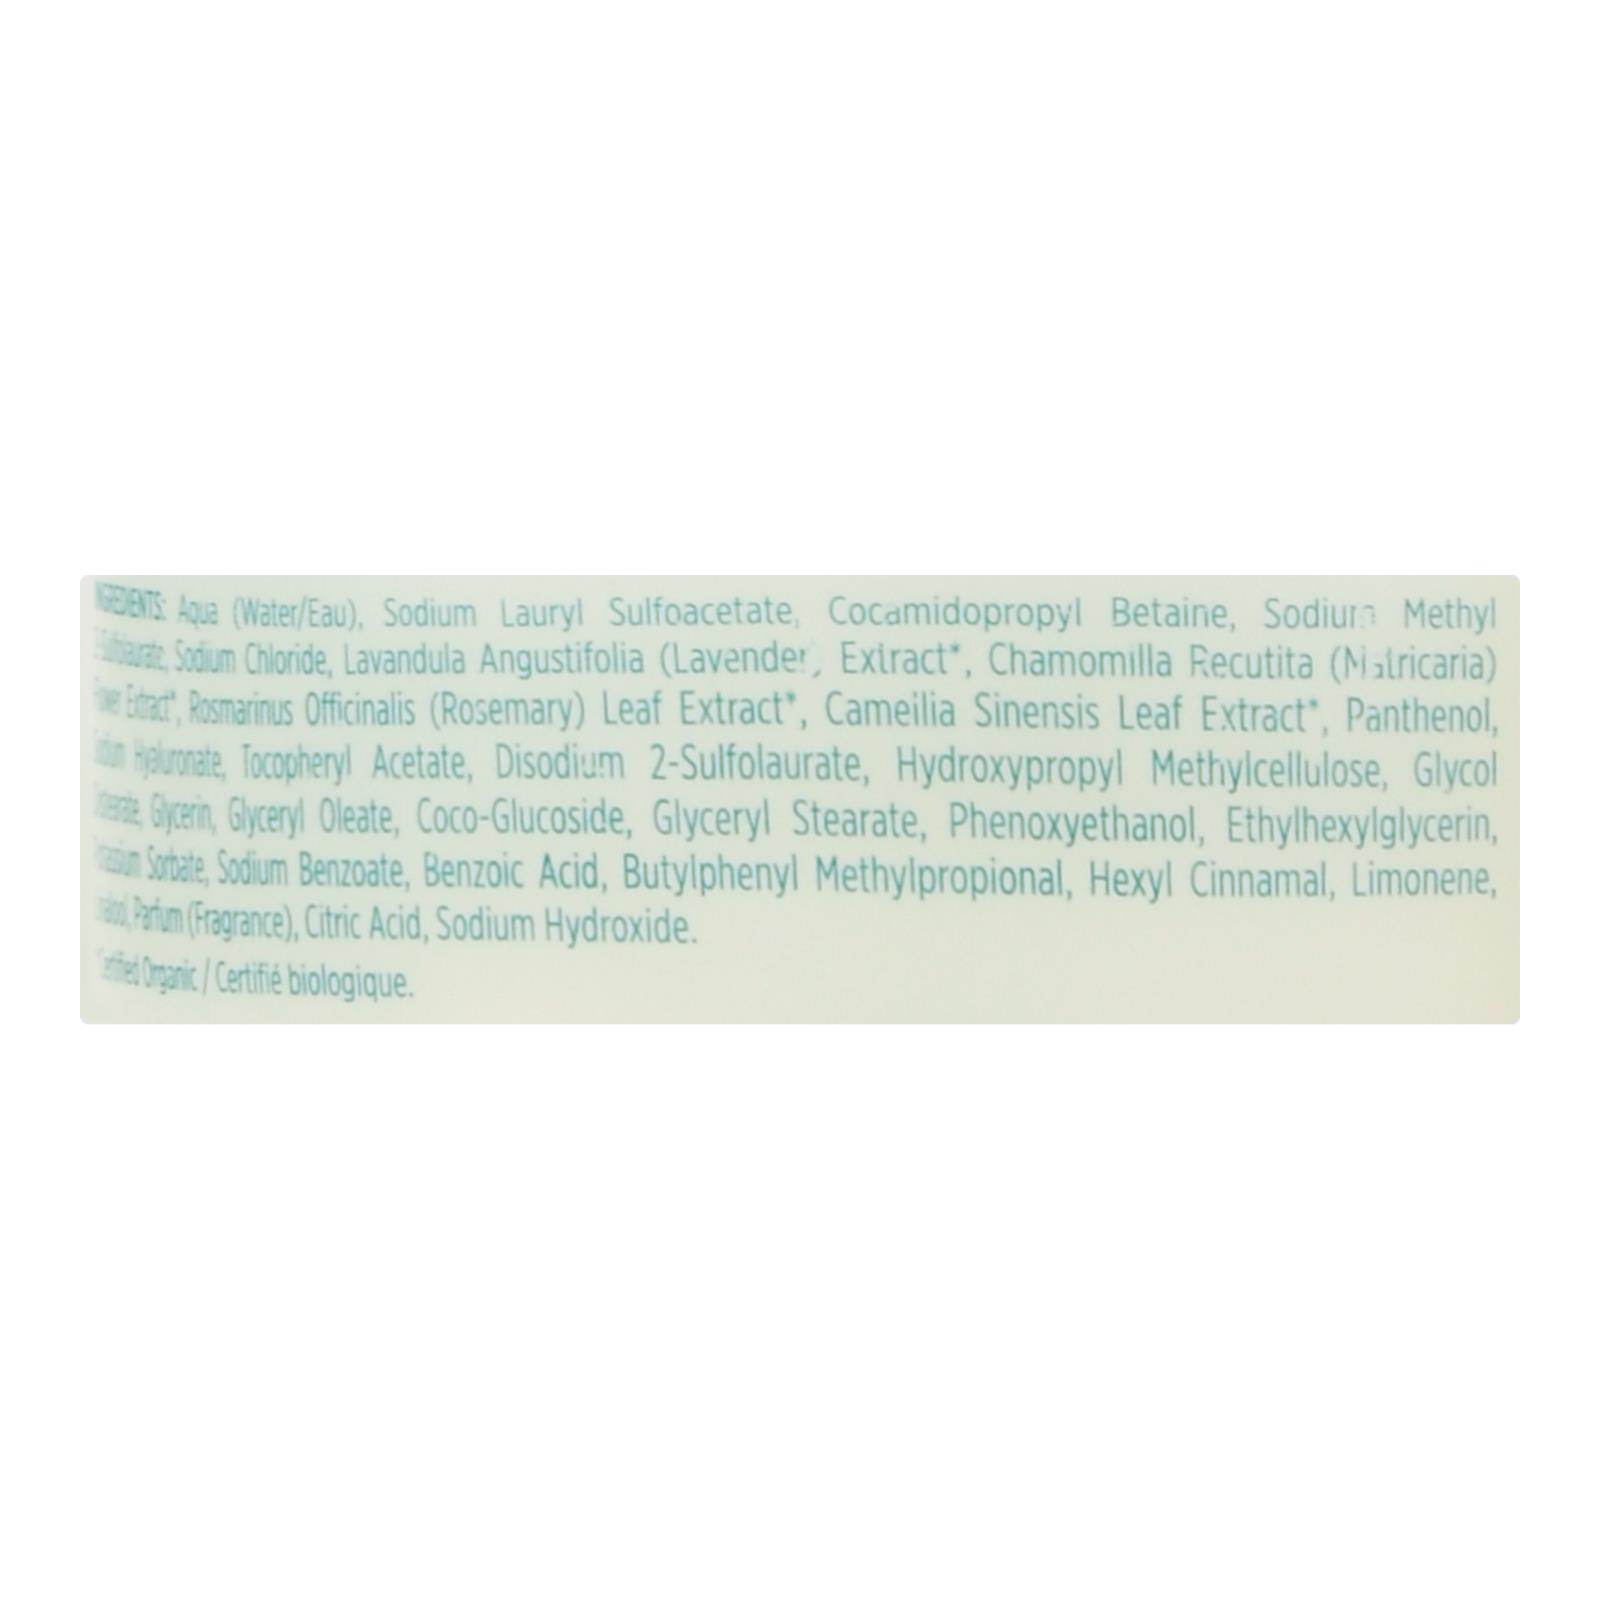 INGREDIENTS: Aqua (Water/Eau), Sodium Lauryl Sulfoacetate, Cocamidopropyl Betaine, Sodium Methyl
2-Sulfolaurate, Sodium Chloride, Lavandula Angustifolia (Lavender) Extract*, Chamomilla Recutita (Matricaria)
Flower Extract*, Rosmarinus Officinalis (Rosemary) Leaf Extract*, Camellia Sinensis Leaf Extract*, Panthenol,
Sodium Hyaluronate, Tocopheryl Acetate, Disodium 2-Sulfolaurate, Hydroxypropyl Methylcellulose, Glycol
Distearate, Glycerin, Glyceryl Oleate, Coco-Glucoside, Glyceryl Stearate, Phenoxyethanol, Ethylhexylglycerin,
Potassium Sorbate, Sodium Benzoate, Benzoic Acid, Butylphenyl Methylpropional, Hexyl Cinnamal, Limonene,
Linalool, Parfum (Fragrance), Citric Acid, Sodium Hydroxide.
*Certified Organic / Certifié biologique.